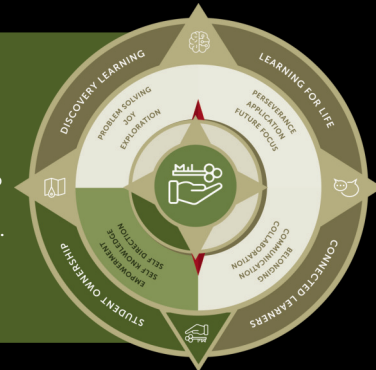 DISCOVERY LEARNING
PROBLEM SOLVING
JOY
EXPLORATION
LEARNING FOR LIFE
PERSEVERANCE
APPLICATION
FUTURE FOCUS
CONNECTED LEARNERS
BELONGING
COMMUNICATION
COLLABORATION
STUDENT OWNERSHIP
EMPOWERMENT
SELF KNOWLEDGE
SELF DIRECTION